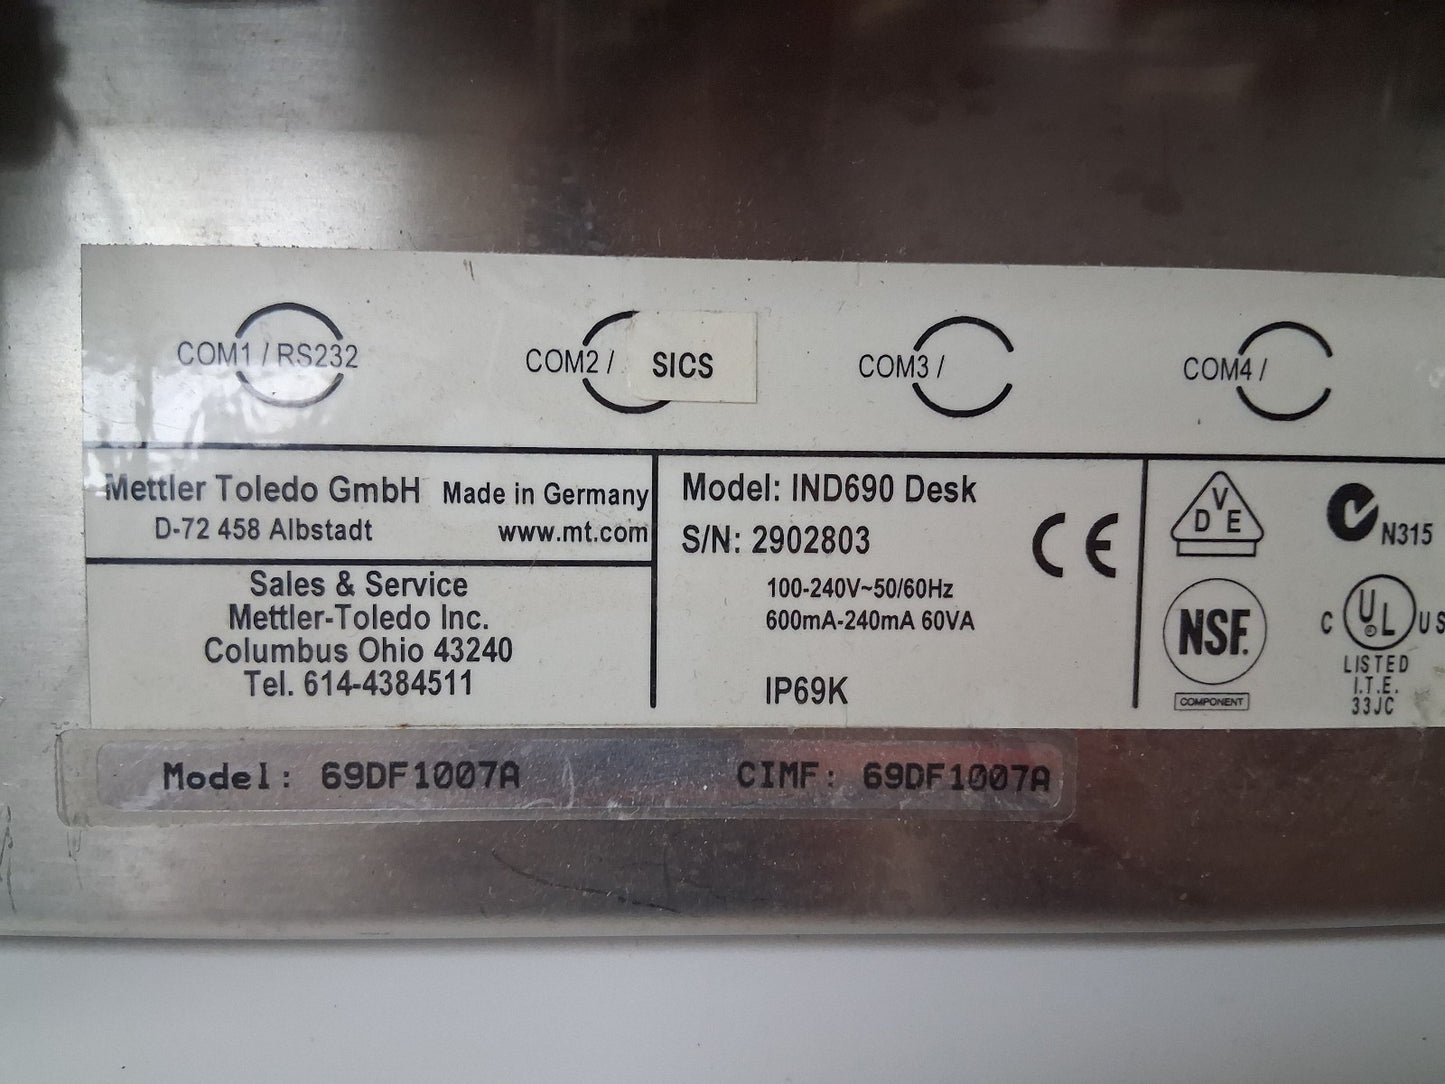 COM1 / RS232
COM2 / SICS
COM3 /
COM4 /
Mettler Toledo GmbH Made in Germany
D-72 458 Albstadt www.mt.com
Sales & Service
Mettler-Toledo Inc.
Columbus Ohio 43240
Tel. 614-4384511
Model: IND690 Desk
S/N: 2902803
CE
100-240V~50/60Hz
600mA-240mA 60VA
IP69K
VDE
N315
NSF.
COMPONENT
C UL US
®
LISTED
I.T.E.
33JC
Model: 69DF1007A CIMF: 69DF1007A